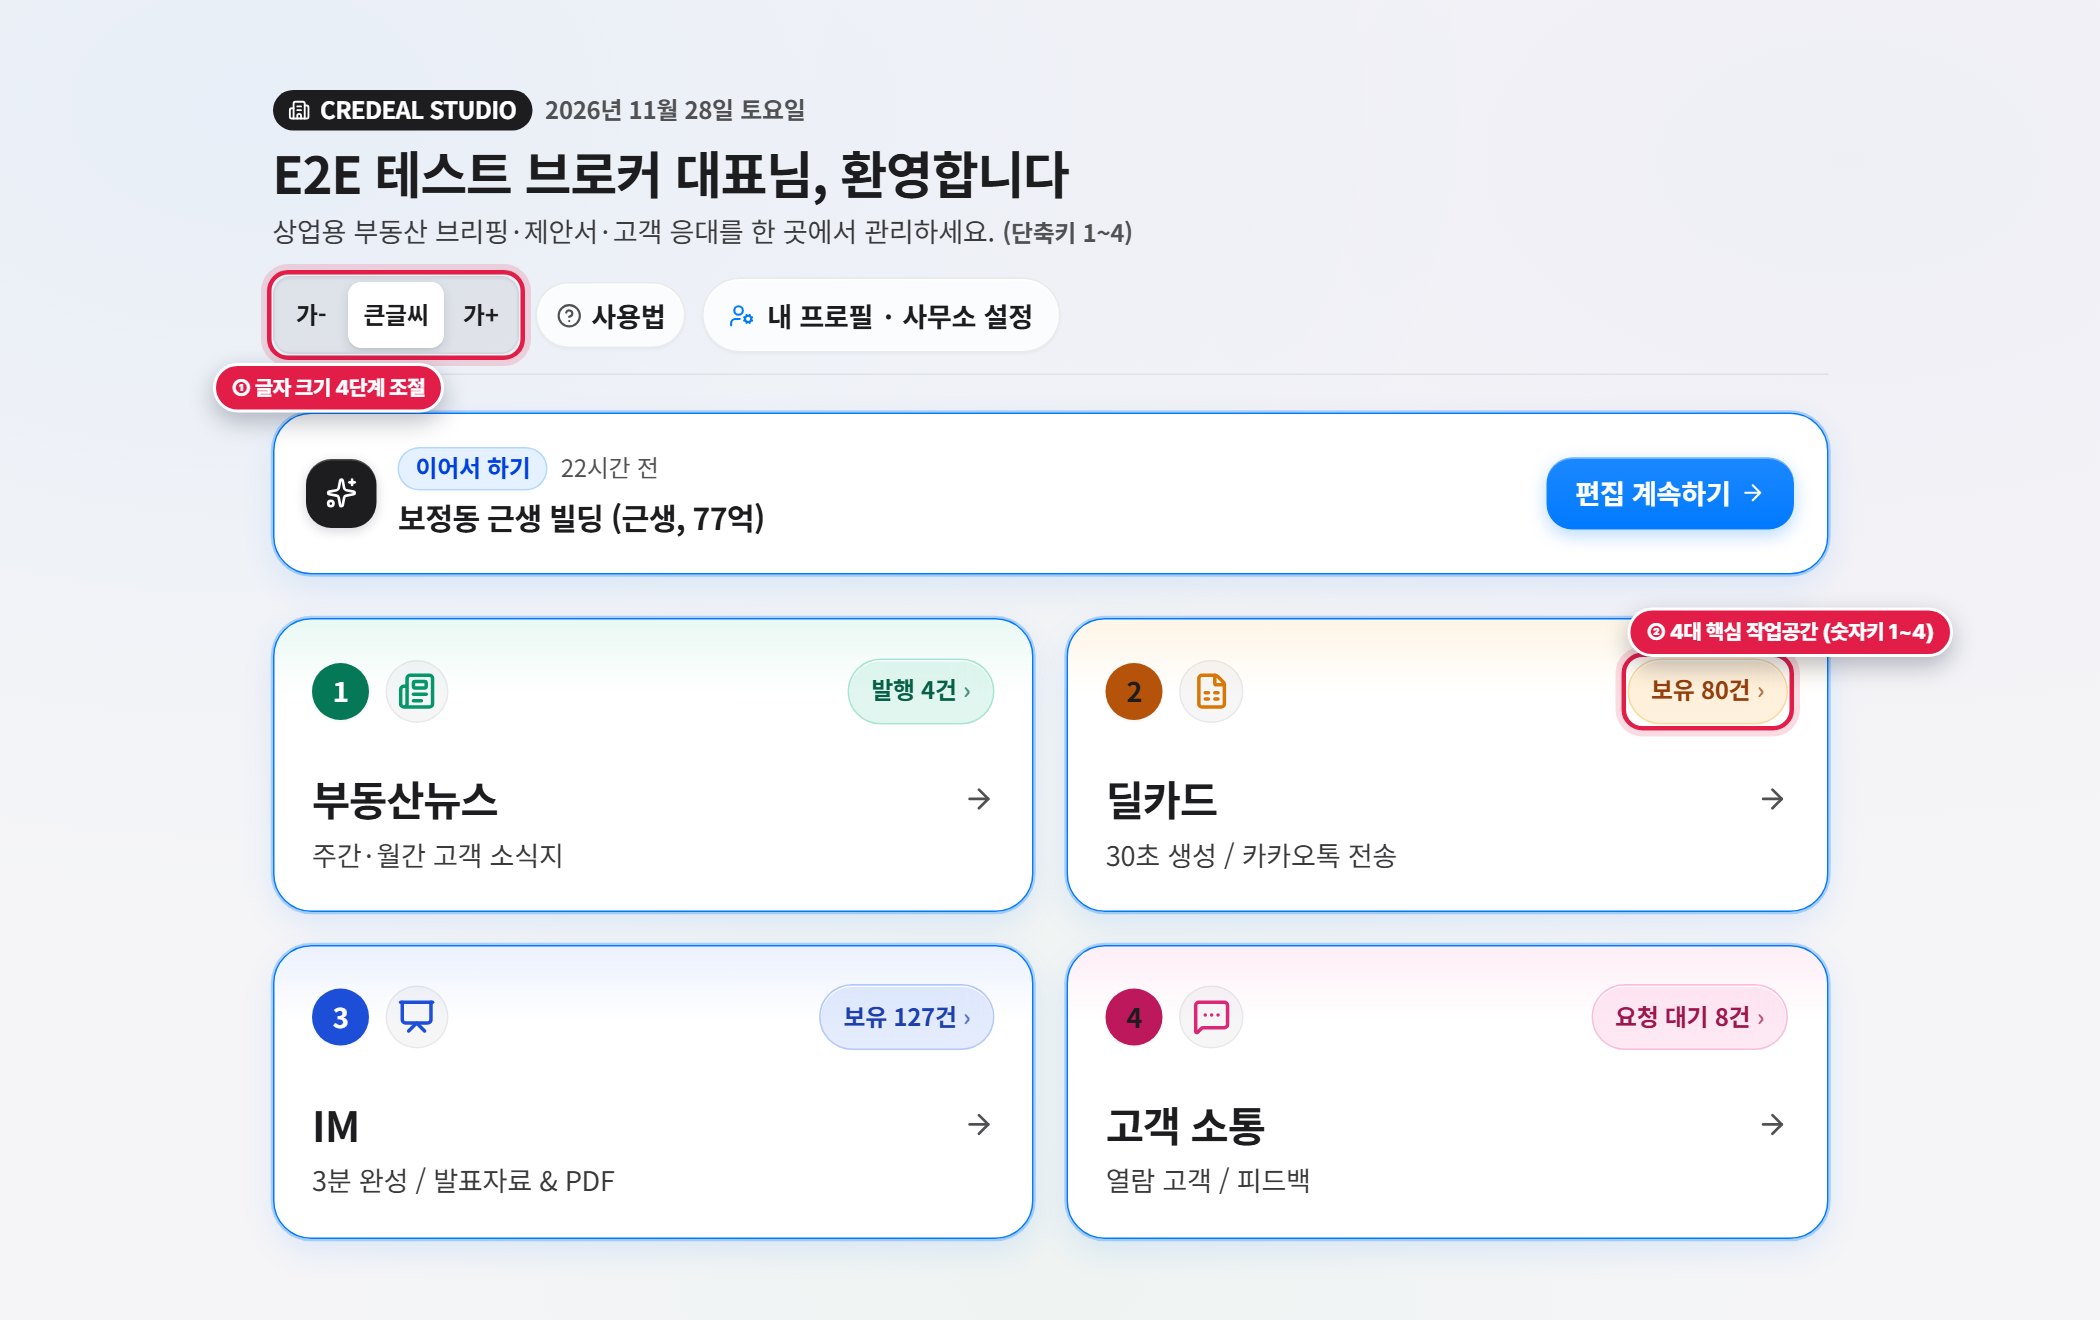 CREDEAL STUDIO 2026년 11월 28일 토요일
E2E 테스트 브로커 대표님, 환영합니다
상업용 부동산 브리핑·제안서·고객 응대를 한 곳에서 관리하세요. (단축키 1~4)
가- 큰글씨 가+ 사용법 내 프로필 · 사무소 설정
① 글자 크기 4단계 조절
이어서 하기 22시간 전
보정동 근생 빌딩 (근생, 77억)
편집 계속하기 →
② 4대 핵심 작업공간 (숫자키 1~4)
1 발행 4건 ›
부동산뉴스 →
주간·월간 고객 소식지
2 보유 80건 ›
딜카드 →
30초 생성 / 카카오톡 전송
3 보유 127건 ›
IM →
3분 완성 / 발표자료 & PDF
4 요청 대기 8건 ›
고객 소통 →
열람 고객 / 피드백